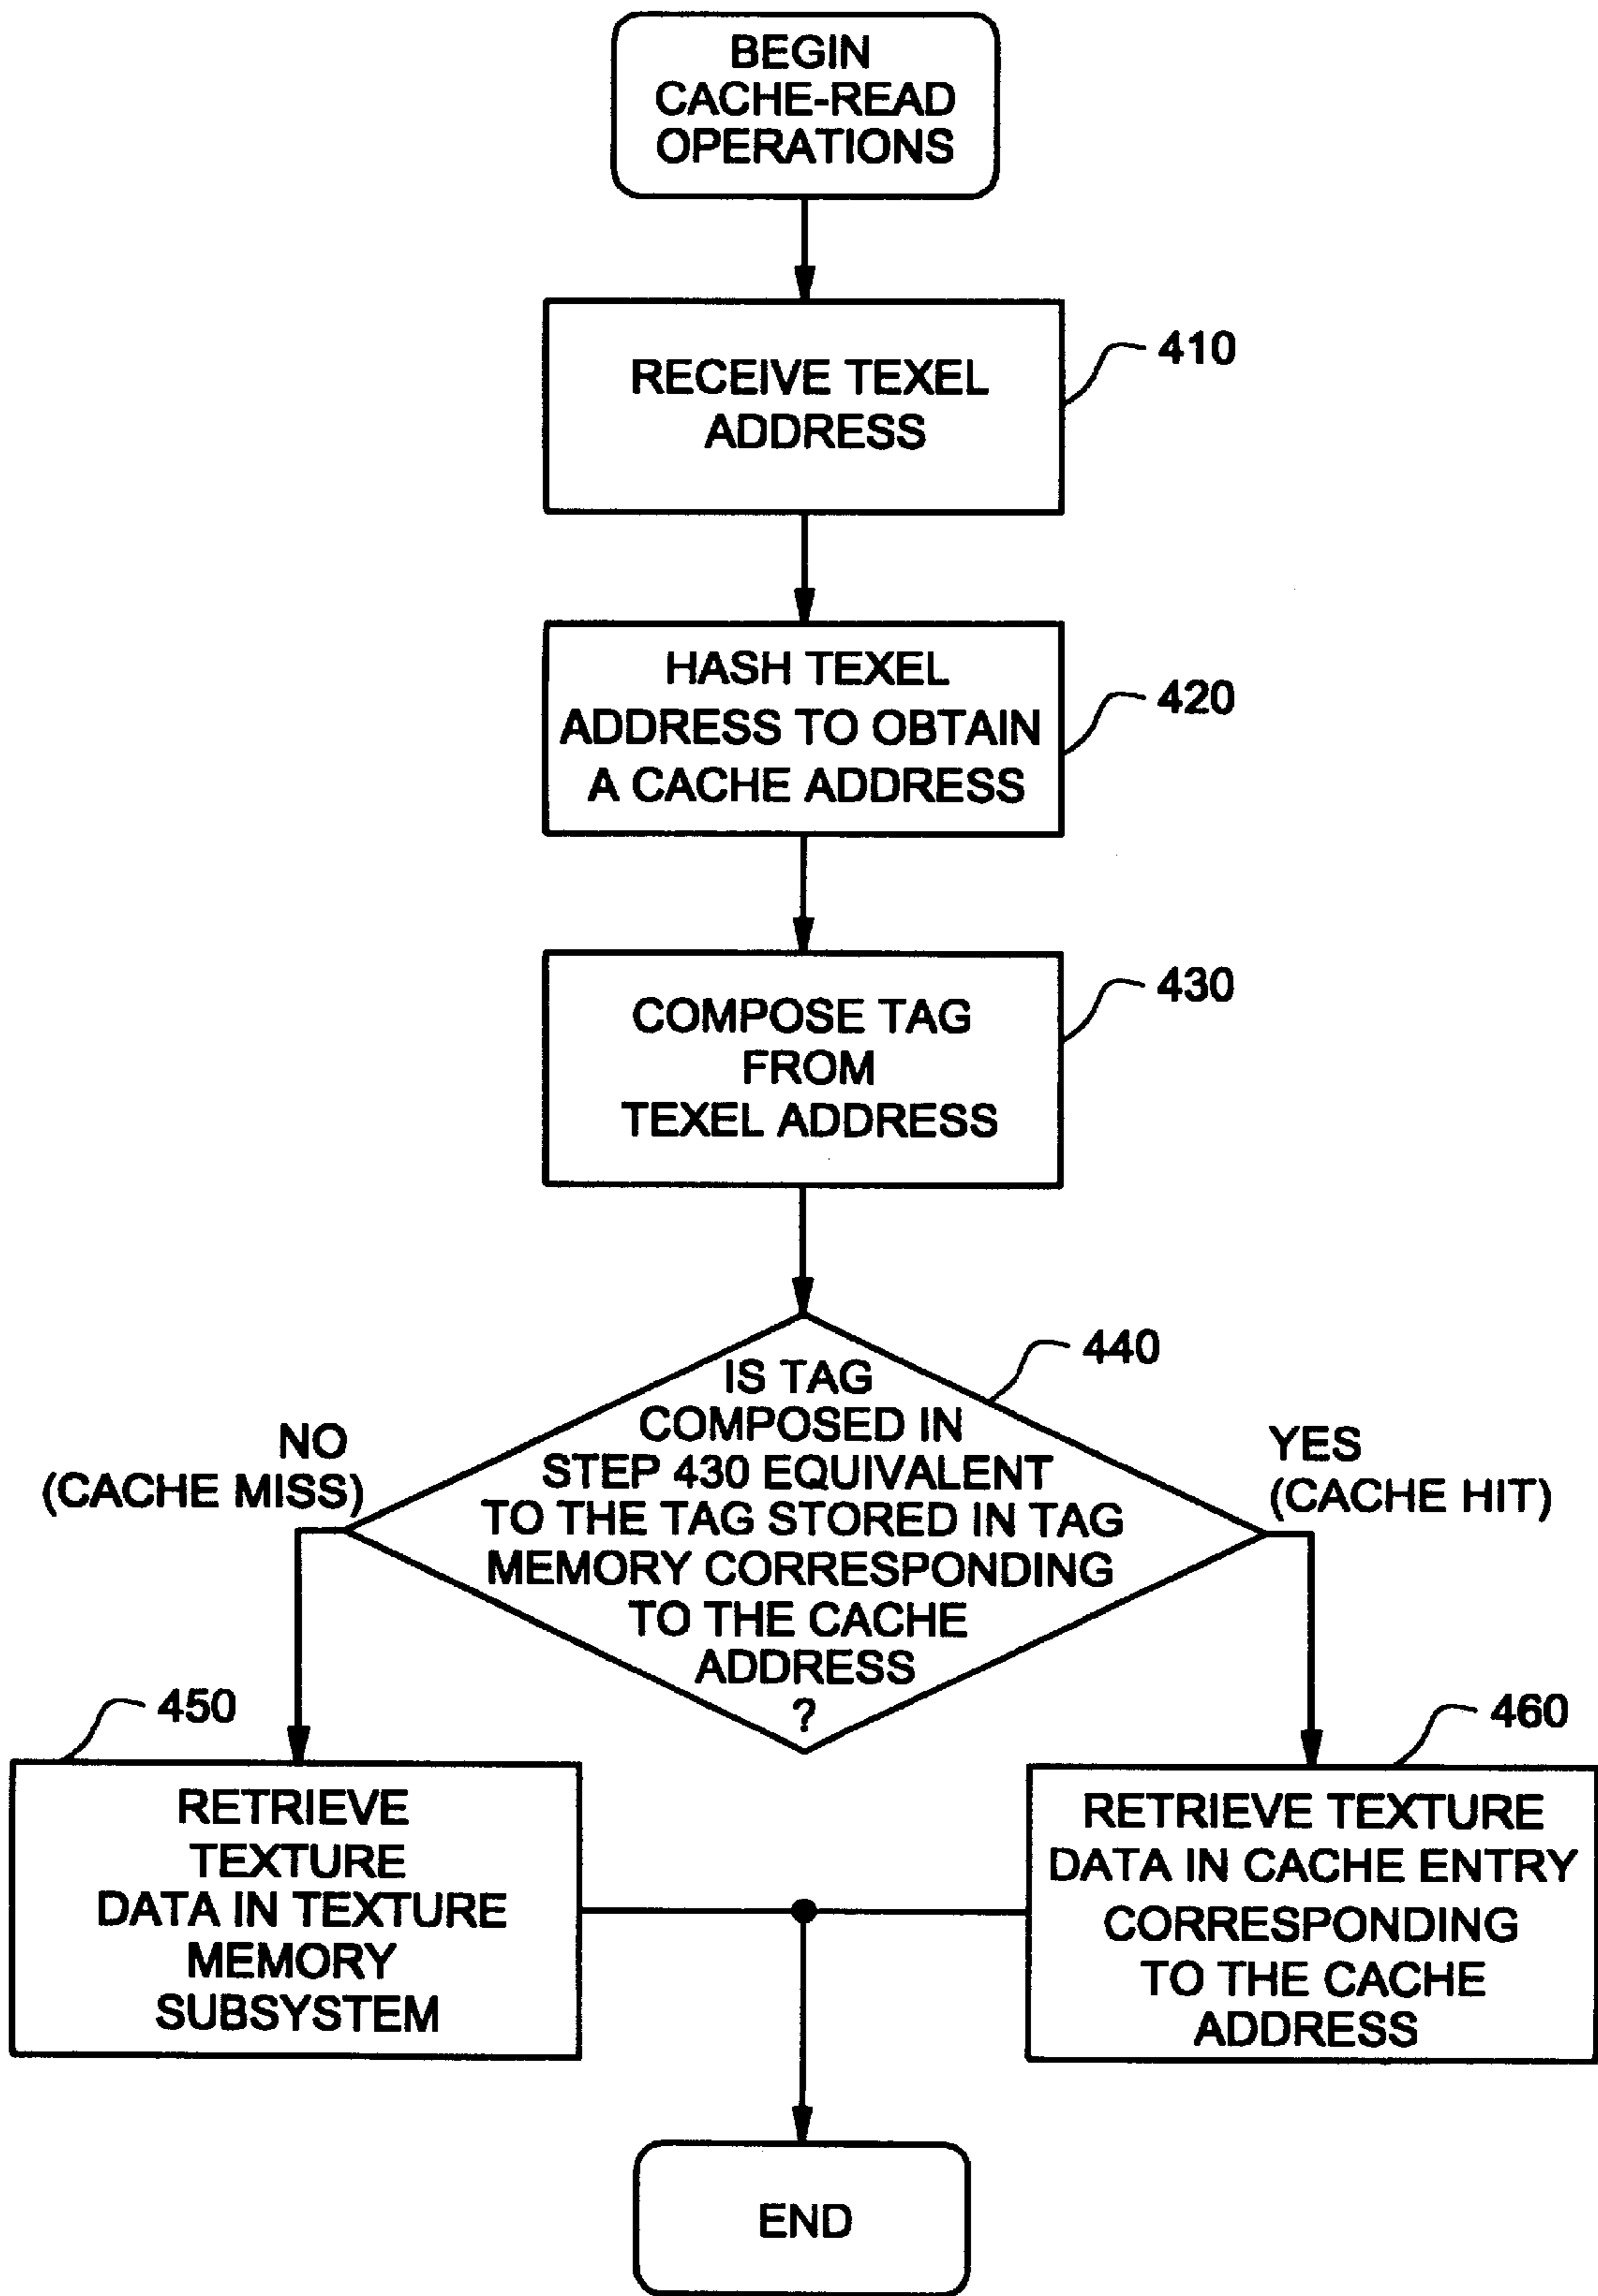 BEGIN
CACHE-READ
OPERATIONS
RECEIVE TEXEL
ADDRESS
410
HASH TEXEL
ADDRESS TO OBTAIN
A CACHE ADDRESS
420
COMPOSE TAG
FROM
TEXEL ADDRESS
430
IS TAG
COMPOSED IN
STEP 430 EQUIVALENT
TO THE TAG STORED IN TAG
MEMORY CORRESPONDING
TO THE CACHE
ADDRESS
?
440
NO
(CACHE MISS)
YES
(CACHE HIT)
450
RETRIEVE
TEXTURE
DATA IN TEXTURE
MEMORY
SUBSYSTEM
460
RETRIEVE TEXTURE
DATA IN CACHE ENTRY
CORRESPONDING
TO THE CACHE
ADDRESS
END